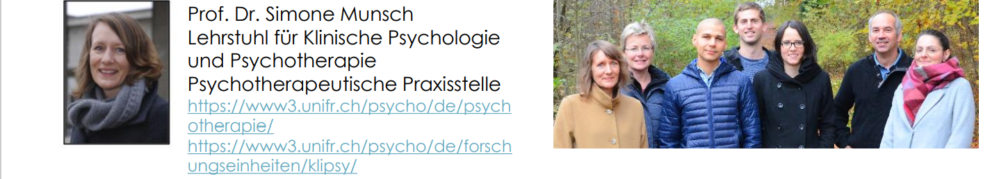 Prof. Dr. Simone Munsch
Lehrstuhl für Klinische Psychologie
und Psychotherapie
Psychotherapeutische Praxisstelle
https://www3.unifr.ch/psycho/de/psych
otherapie/
https://www3.unifr.ch/psycho/de/forsch
ungseinheiten/klipsy/